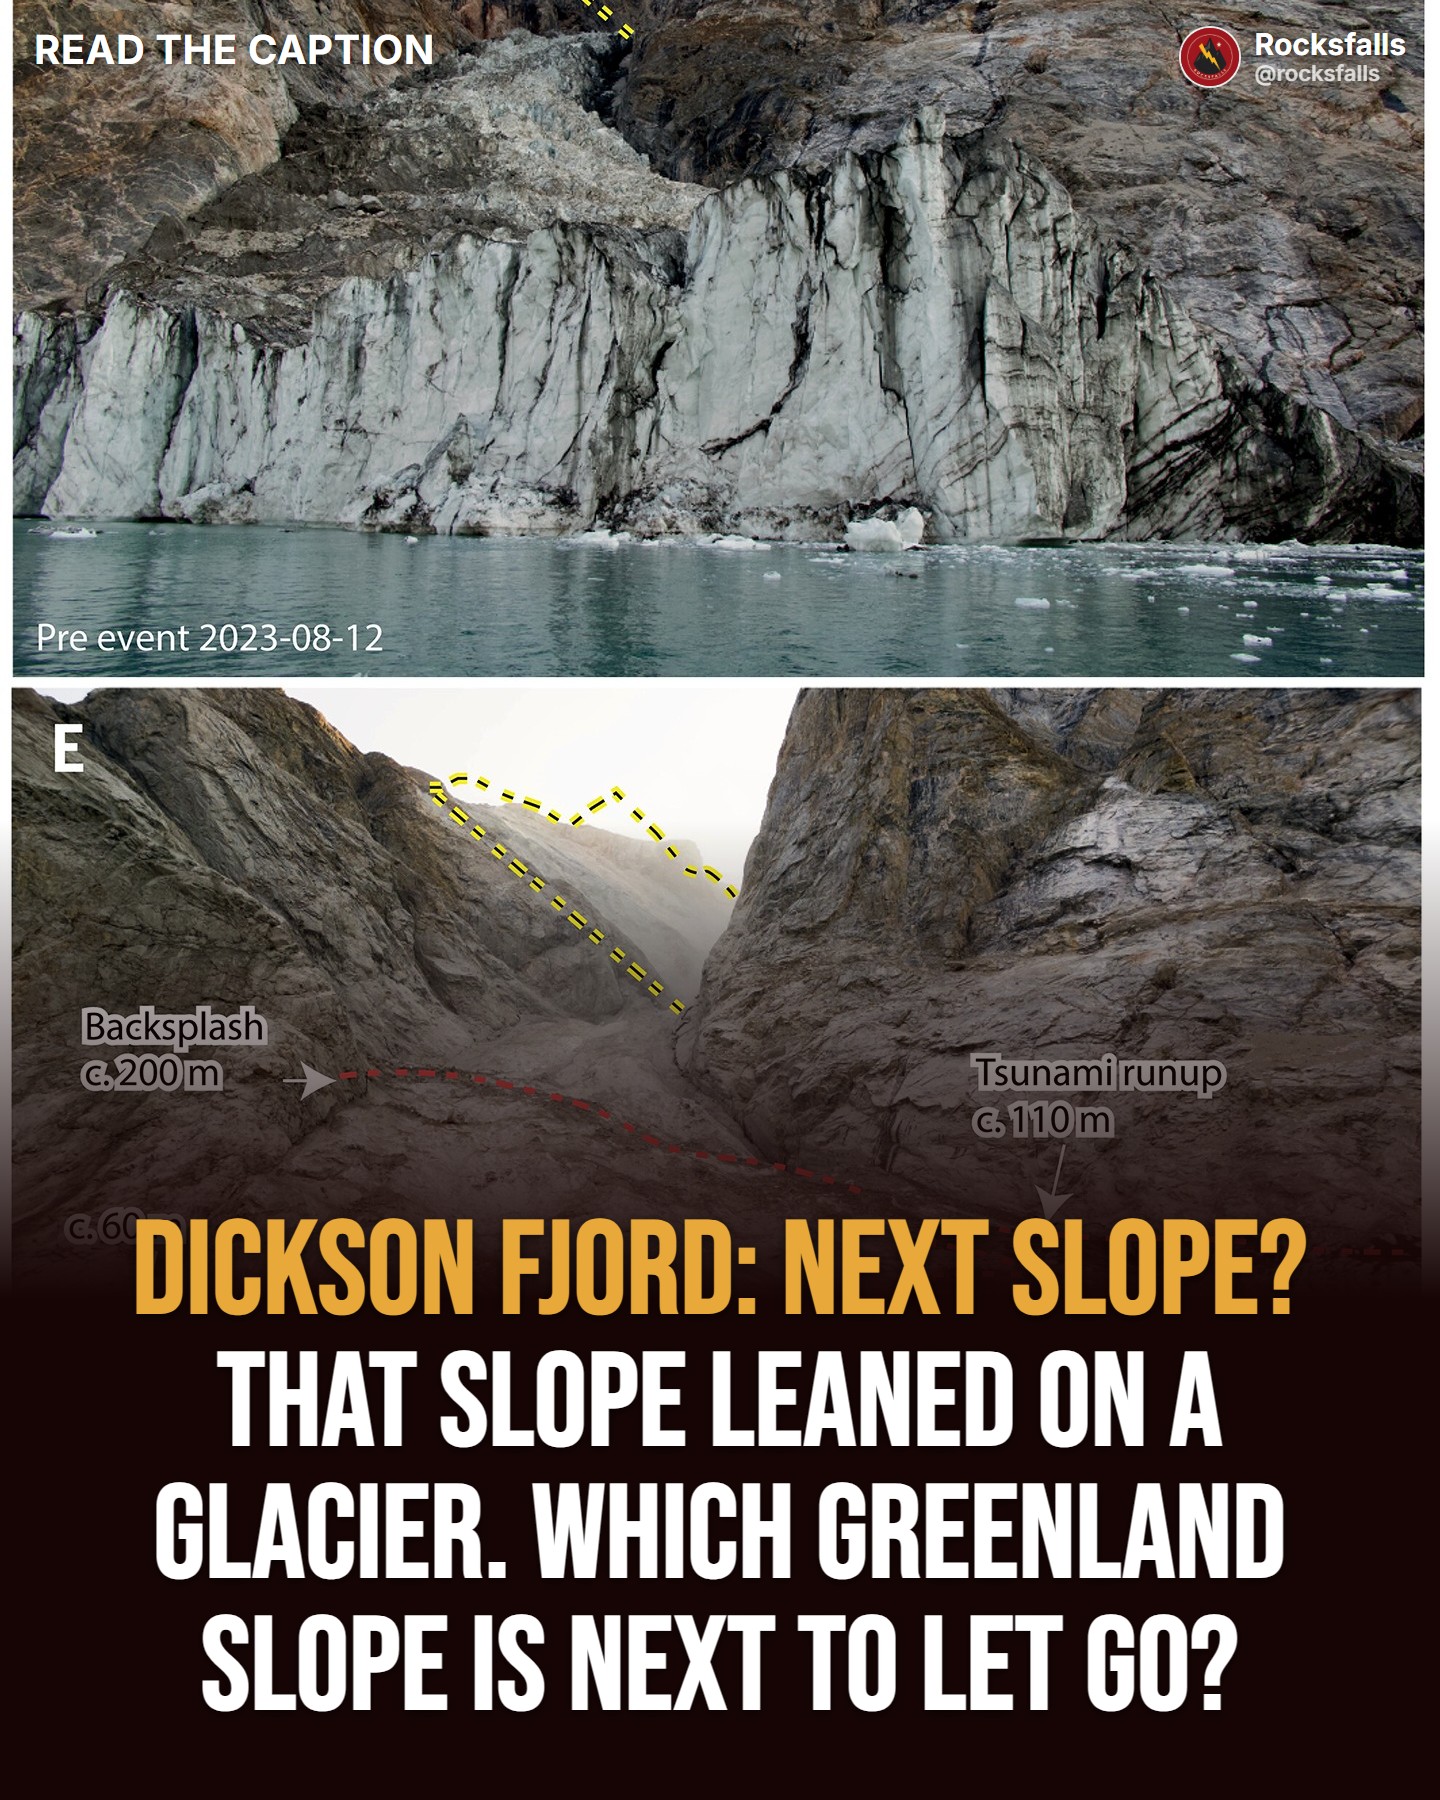 READ THE CAPTION
Rocksfalls
@rocksfalls
Pre event 2023-08-12
E
Backsplash
c. 200 m
Tsunami runup
c. 110 m
c. 60 m
DICKSON FJORD: NEXT SLOPE?
THAT SLOPE LEANED ON A
GLACIER. WHICH GREENLAND
SLOPE IS NEXT TO LET GO?